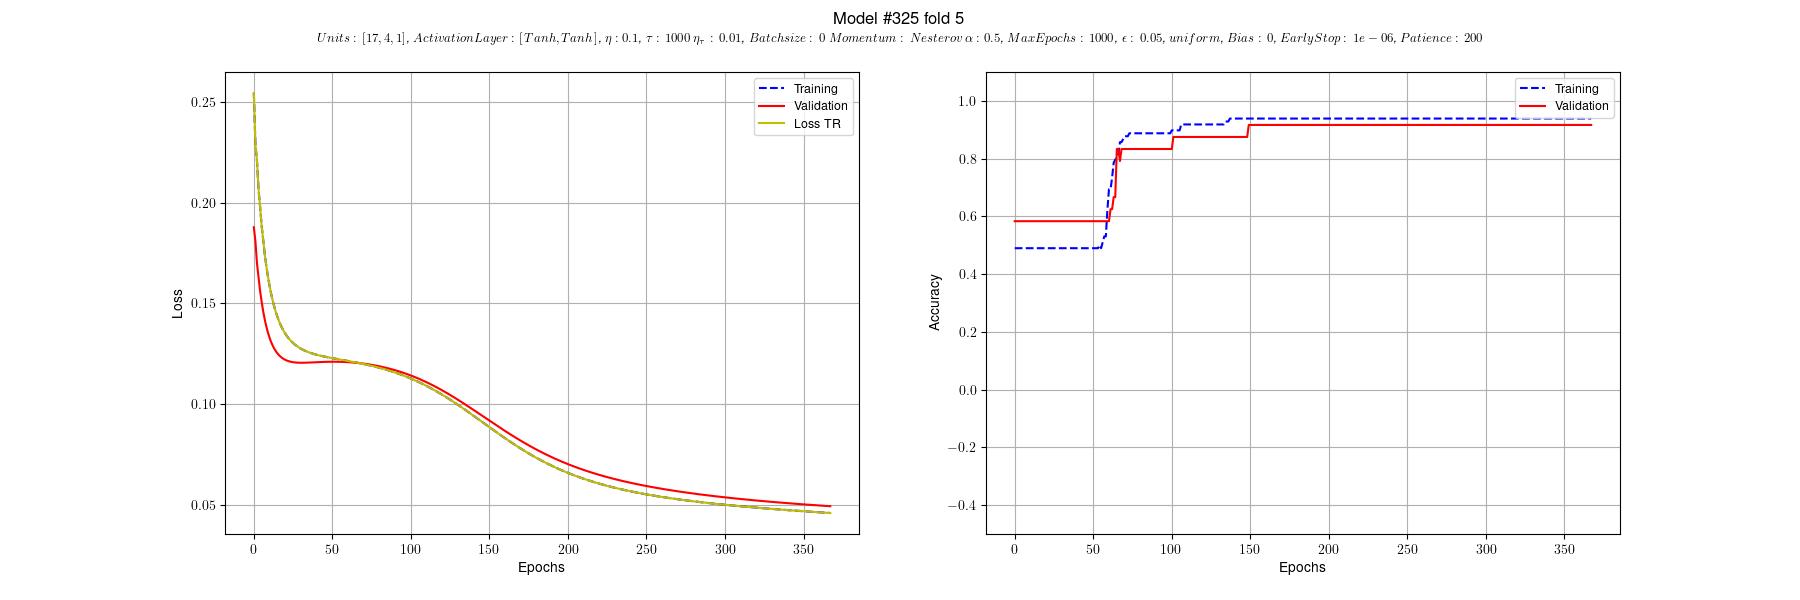 Model #325 fold 5
Units : [17, 4, 1], ActivationLayer : [Tanh, Tanh], η : 0.1, τ : 1000 ητ : 0.01, Batchsize : 0 Momentum : Nesterov α : 0.5, MaxEpochs : 1000, ϵ : 0.05, uniform, Bias : 0, EarlyStop : 1e − 06, Patience : 200
Training
Validation
Loss TR
0.25
0.20
0.15
0.10
0.05
Loss
0 50 100 150 200 250 300 350
Epochs
Training
Validation
1.0
0.8
0.6
0.4
0.2
0.0
−0.2
−0.4
Accuracy
0 50 100 150 200 250 300 350
Epochs